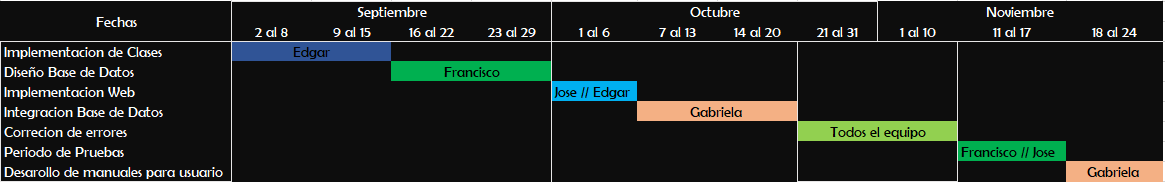 Fechas
Septiembre Octubre Noviembre
2 al 8 9 al 15 16 al 22 23 al 29 1 al 6 7 al 13 14 al 20 21 al 31 1 al 10 11 al 17 18 al 24
Implementacion de Clases Edgar
Diseño Base de Datos Francisco
Implementacion Web Jose // Edgar
Integracion Base de Datos Gabriela
Correcion de errores Todos el equipo
Periodo de Pruebas Francisco // Jose
Desarollo de manuales para usuario Gabriela